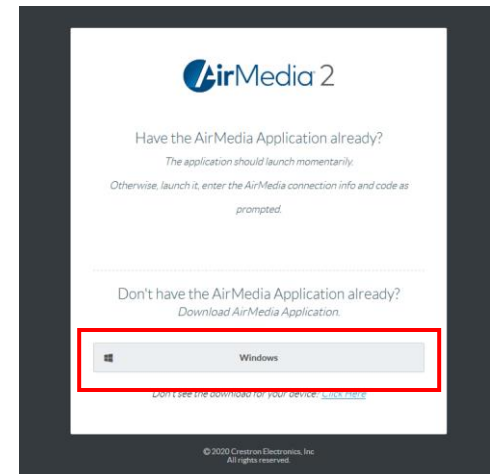 AirMedia 2
Have the AirMedia Application already?
The application should launch momentarily.
Otherwise, launch it, enter the AirMedia connection info and code as
prompted.
Don't have the AirMedia Application already?
Download AirMedia Application.
Windows
Don't see the download for your device? Click Here
© 2020 Crestron Electronics, Inc
All rights reserved.